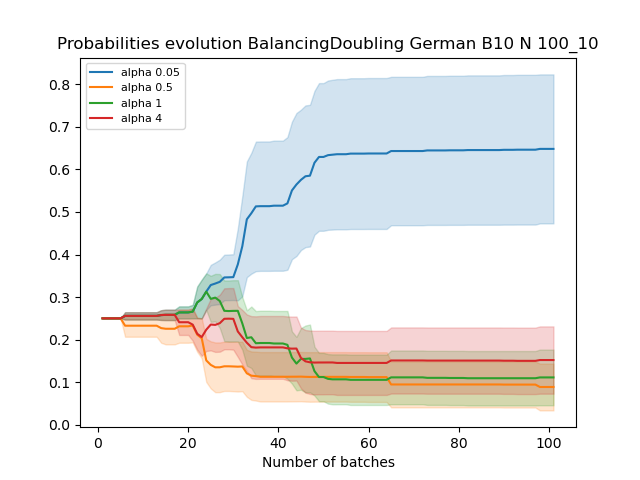 Probabilities evolution BalancingDoubling German B10 N 100_10
alpha 0.05
alpha 0.5
alpha 1
alpha 4
0.8
0.7
0.6
0.5
0.4
0.3
0.2
0.1
0.0
0 20 40 60 80 100
Number of batches